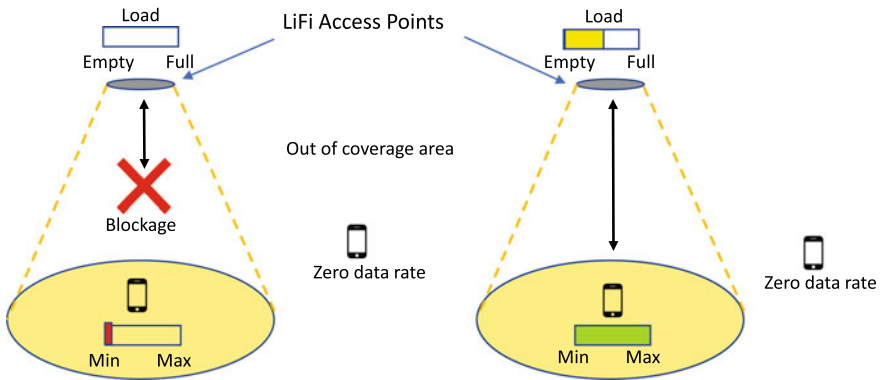 Load
LiFi Access Points
Load
Empty Full
Empty Full
Out of coverage area
Blockage
Zero data rate
Zero data rate
Min Max
Min Max